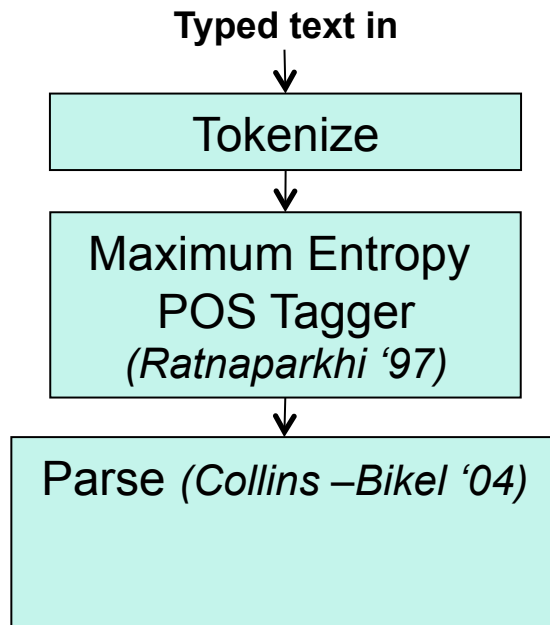 Typed text in
Tokenize
Maximum Entropy
POS Tagger
(Ratnaparkhi ‘97)
Parse (Collins –Bikel ‘04)